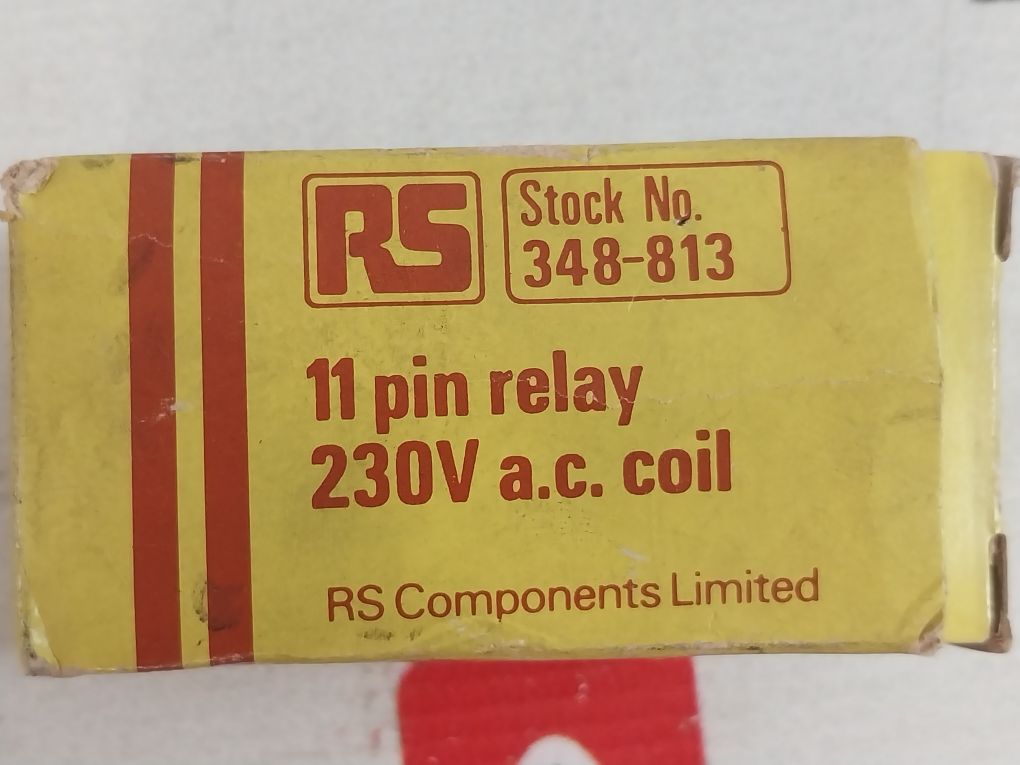 RS
Stock No.
348-813
11 pin relay
230V a.c. coil
RS Components Limited